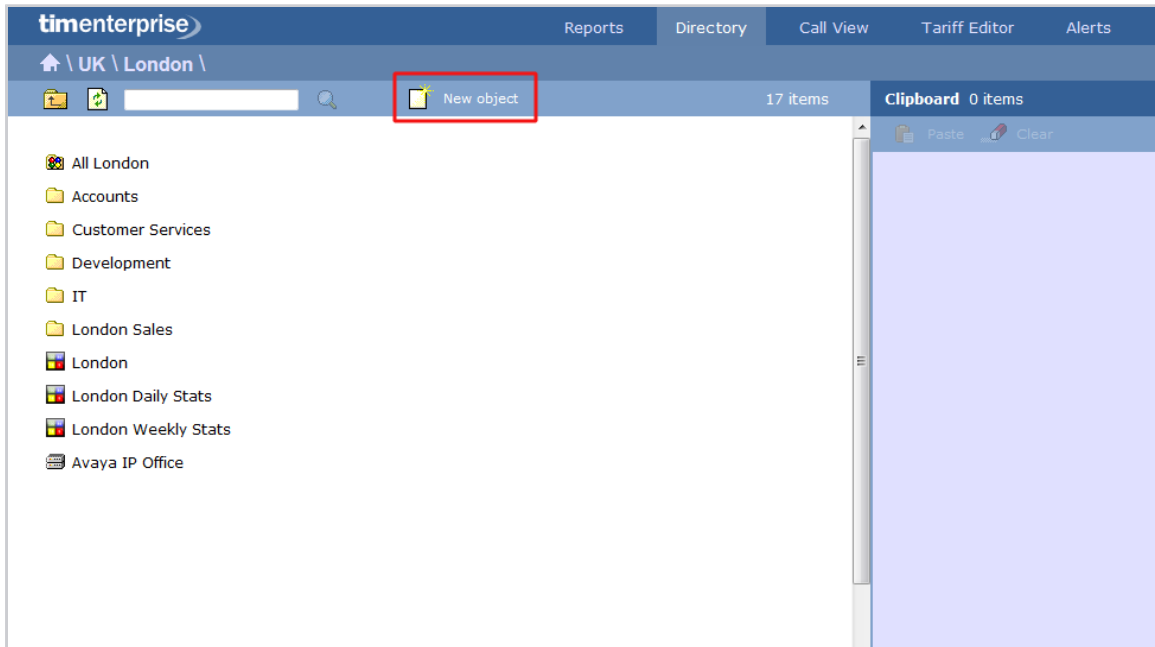 timenterprise
Reports Directory Call View Tariff Editor Alerts
\ UK \ London \
New object 17 items Clipboard 0 items
Paste Clear
All London
Accounts
Customer Services
Development
IT
London Sales
London
London Daily Stats
London Weekly Stats
Avaya IP Office